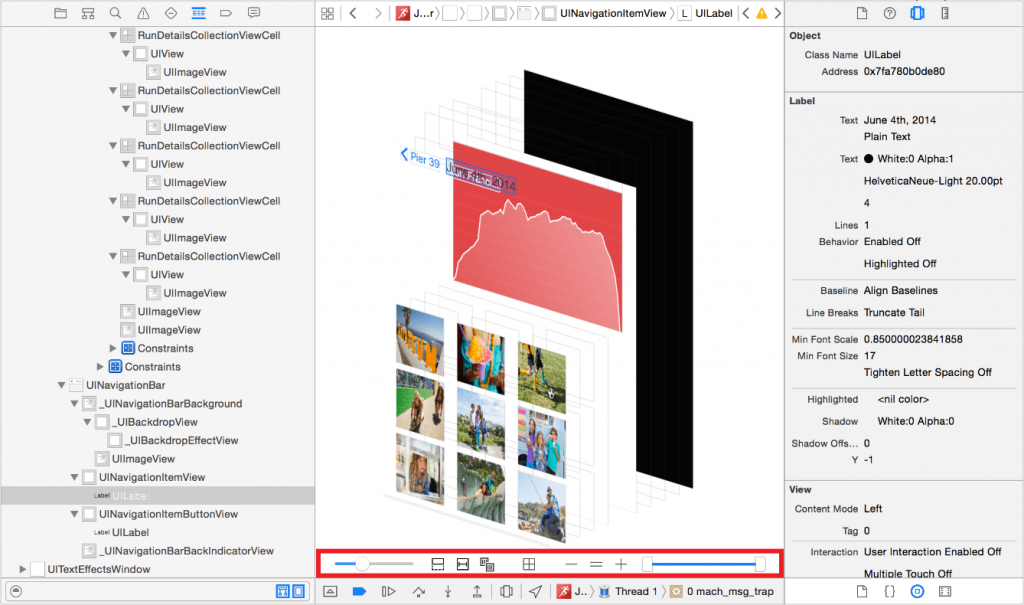 J...r
UINavigationItemView
L UILabel
RunDetailsCollectionViewCell
UIView
UIImageView
RunDetailsCollectionViewCell
UIView
UIImageView
RunDetailsCollectionViewCell
UIView
UIImageView
RunDetailsCollectionViewCell
UIView
UIImageView
RunDetailsCollectionViewCell
UIView
UIImageView
UIImageView
UIImageView
Constraints
Constraints
UINavigationBar
_UINavigationBarBackground
_UIBackdropView
_UIBackdropEffectView
UIImageView
UINavigationItemView
Label UILabel
UINavigationItemButtonView
Label UILabel
_UINavigationBarBackIndicatorView
UITextEffectsWindow
Pier 39
June 4th, 2014
J...
Thread 1
0 mach_msg_trap
Object
Class Name UILabel
Address 0x7fa780b0de80
Label
Text June 4th, 2014
Plain Text
Text White:0 Alpha:1
HelveticaNeue-Light 20.00pt
4
Lines 1
Behavior Enabled Off
Highlighted Off
Baseline Align Baselines
Line Breaks Truncate Tail
Min Font Scale 0.850000023841858
Min Font Size 17
Tighten Letter Spacing Off
Highlighted <nil color>
Shadow White:0 Alpha:0
Shadow Offs... 0
Y -1
View
Content Mode Left
Tag 0
Interaction User Interaction Enabled Off
Multiple Touch Off